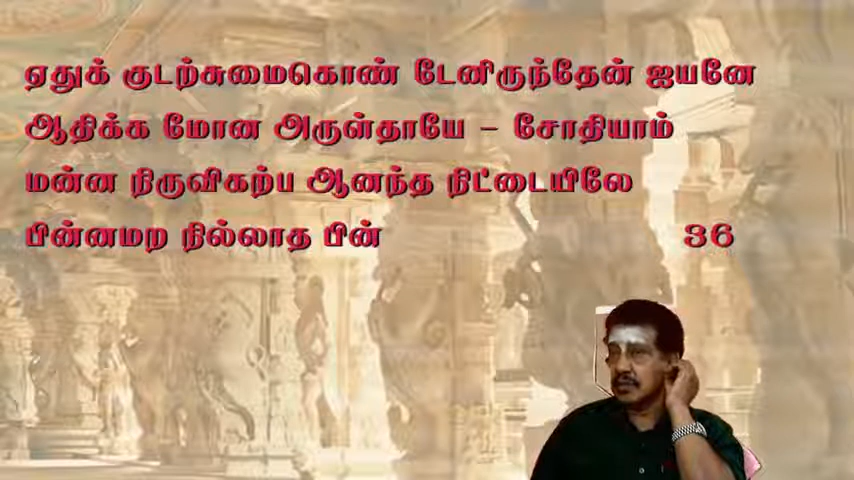 ஏதுக் குடற்சுமைகொண் டேனிருந்தேன் ஐயனே
ஆதிக்க மோன அருள்தாயே - சோதியாம்
மன்ன நிருவிகற்ப ஆனந்த நிட்டையிலே
பின்னமற நில்லாத பின் 36